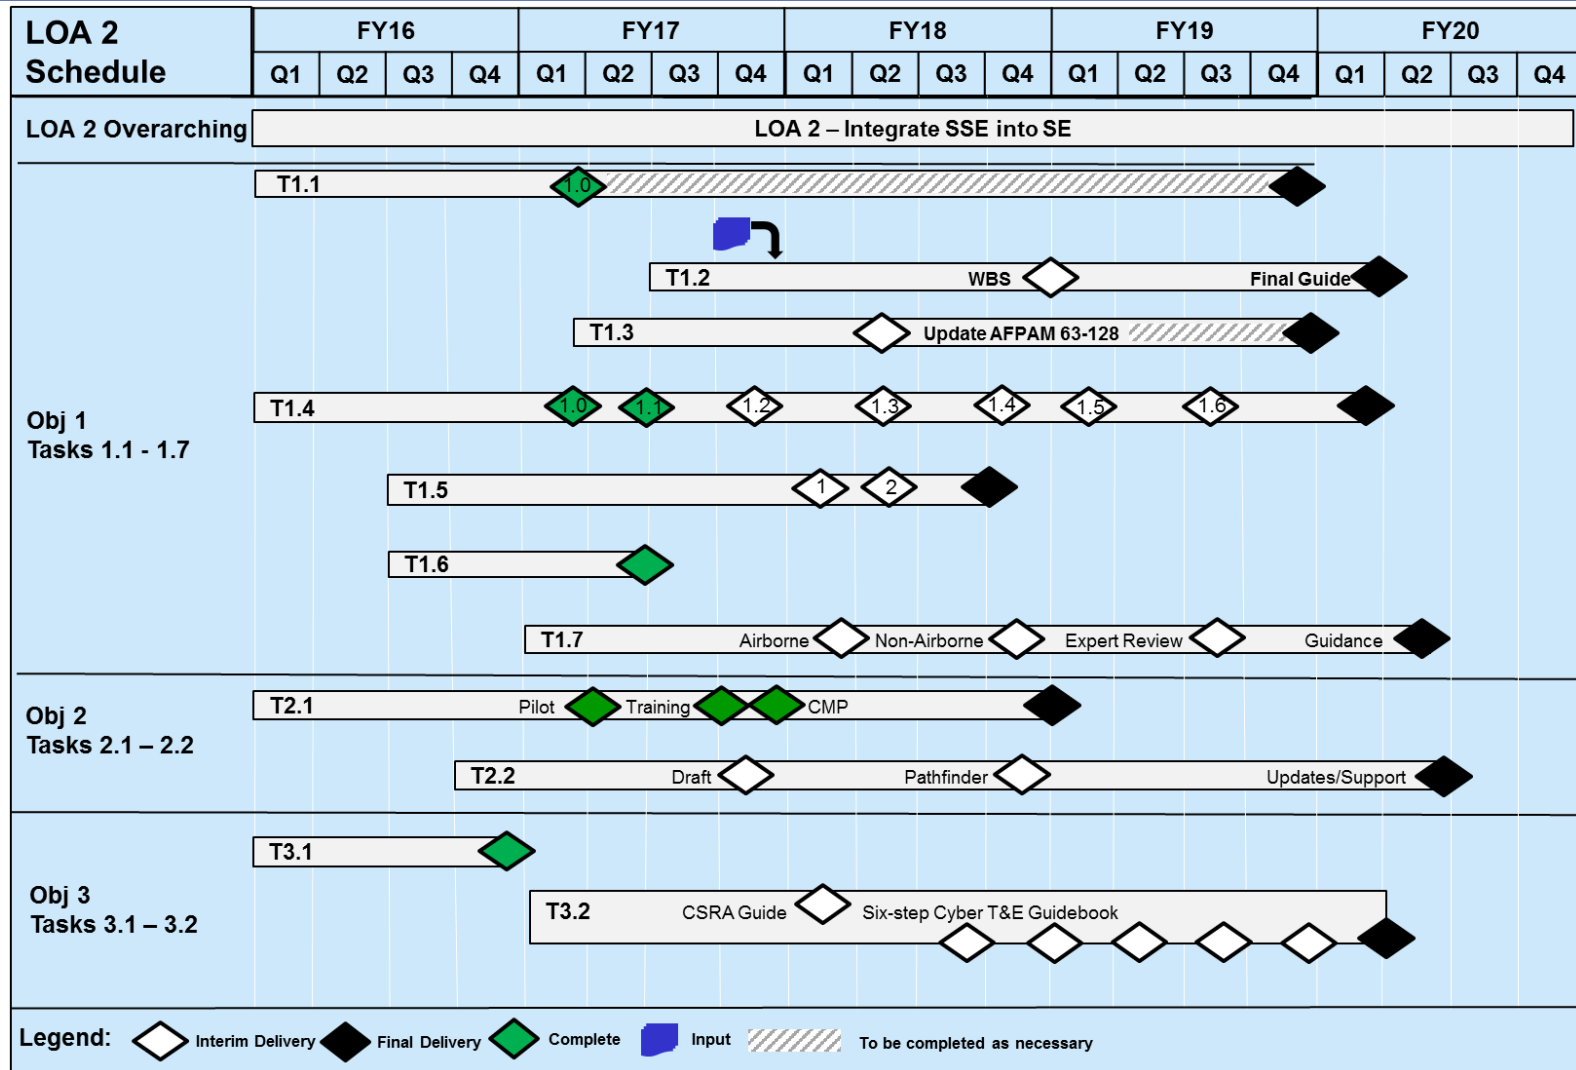 LOA 2
Schedule
FY16 FY17 FY18 FY19 FY20
Q1 Q2 Q3 Q4 Q1 Q2 Q3 Q4 Q1 Q2 Q3 Q4 Q1 Q2 Q3 Q4 Q1 Q2 Q3 Q4
LOA 2 Overarching
LOA 2 – Integrate SSE into SE
Obj 1
Tasks 1.1 - 1.7
T1.1 1.0
T1.2 WBS Final Guide
T1.3 Update AFPAM 63-128
T1.4 1.0 1.1 1.2 1.3 1.4 1.5 1.6
T1.5 1 2
T1.6
T1.7 Airborne Non-Airborne Expert Review Guidance
Obj 2
Tasks 2.1 – 2.2
T2.1 Pilot Training CMP
T2.2 Draft Pathfinder Updates/Support
Obj 3
Tasks 3.1 – 3.2
T3.1
T3.2 CSRA Guide Six-step Cyber T&E Guidebook
Legend: Interim Delivery Final Delivery Complete Input To be completed as necessary